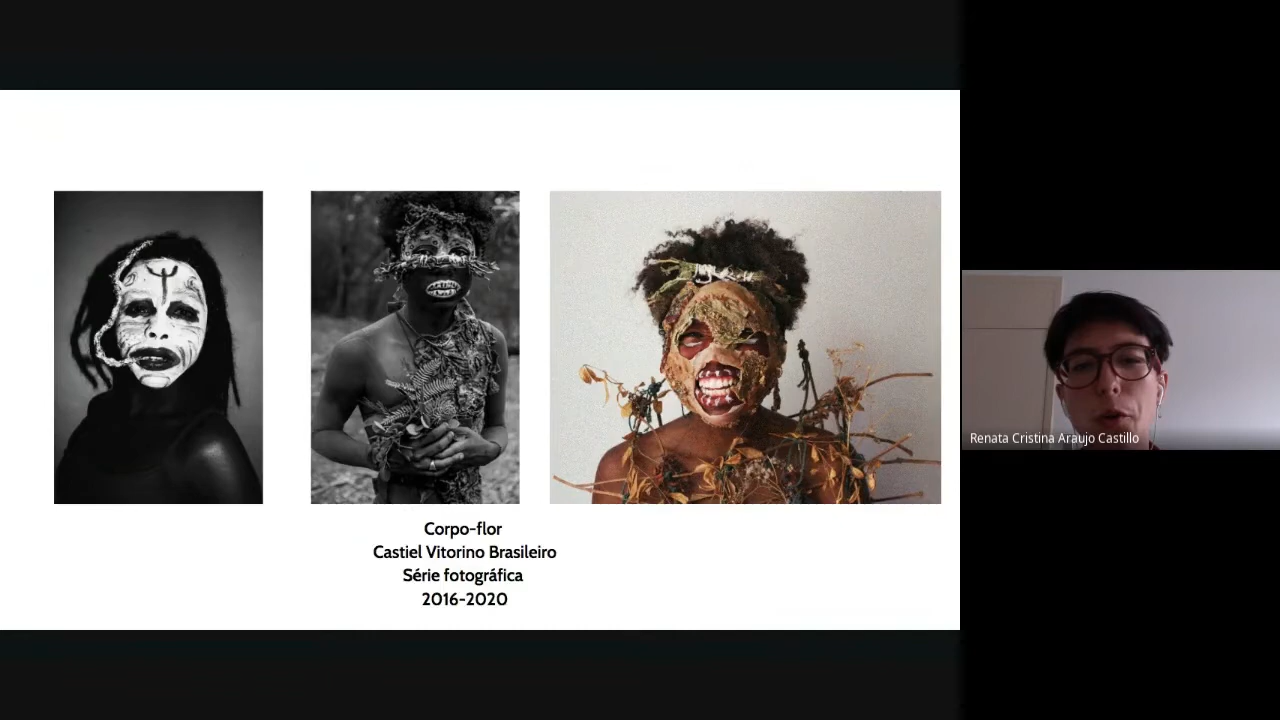 Corpo-flor
Castiel Vitorino Brasileiro
Série fotográfica
2016-2020
Renata Cristina Araujo Castillo